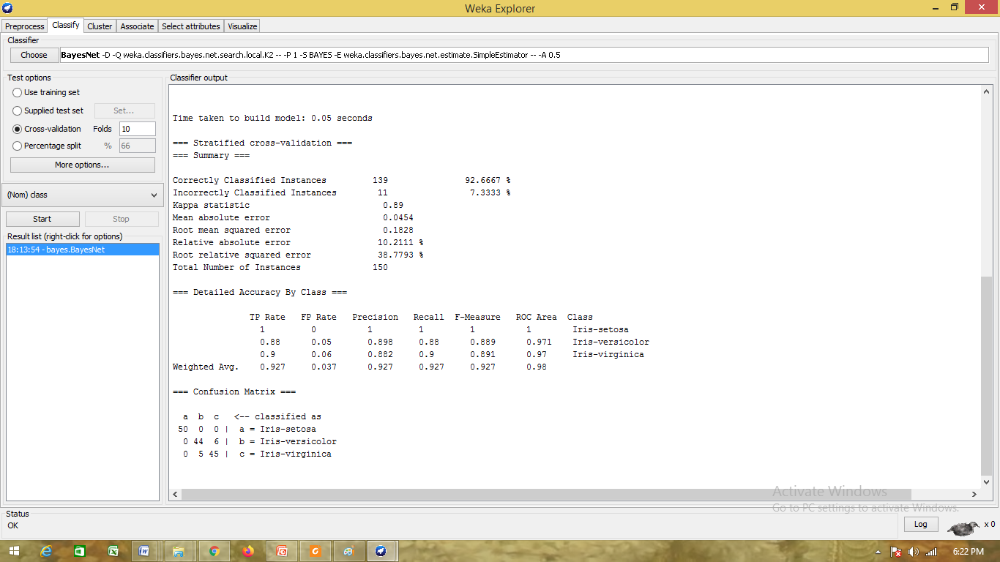 Weka Explorer
Preprocess Classify Cluster Associate Select attributes Visualize
Classifier
Choose BayesNet -D -Q weka.classifiers.bayes.net.search.local.K2 -- -P 1 -S BAYES -E weka.classifiers.bayes.net.estimate.SimpleEstimator -- -A 0.5
Test options
Use training set
Supplied test set Set...
Cross-validation Folds 10
Percentage split % 66
More options...
(Nom) class
Start Stop
Result list (right-click for options)
18:13:54 - bayes.BayesNet
Classifier output
Time taken to build model: 0.05 seconds
=== Stratified cross-validation ===
=== Summary ===
Correctly Classified Instances 139 92.6667 %
Incorrectly Classified Instances 11 7.3333 %
Kappa statistic 0.89
Mean absolute error 0.0454
Root mean squared error 0.1828
Relative absolute error 10.2111 %
Root relative squared error 38.7793 %
Total Number of Instances 150
=== Detailed Accuracy By Class ===
TP Rate FP Rate Precision Recall F-Measure ROC Area Class
1 0 1 1 1 1 Iris-setosa
0.88 0.05 0.898 0.88 0.889 0.971 Iris-versicolor
0.9 0.06 0.882 0.9 0.891 0.97 Iris-virginica
Weighted Avg. 0.927 0.037 0.927 0.927 0.927 0.98
=== Confusion Matrix ===
a b c <-- classified as
50 0 0 | a = Iris-setosa
0 44 6 | b = Iris-versicolor
0 5 45 | c = Iris-virginica
Activate Windows
Go to PC settings to activate Windows.
Status
OK
Log x 0
6:22 PM